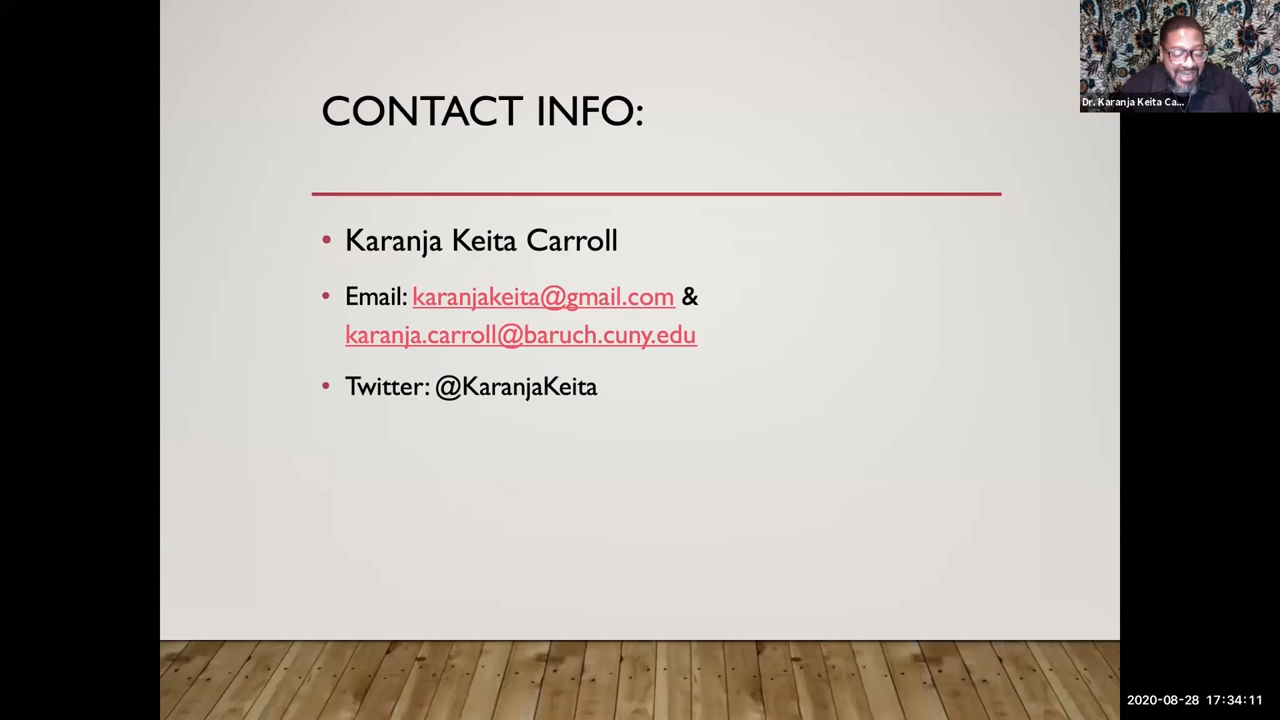 CONTACT INFO:
• Karanja Keita Carroll
• Email: karanjakeita@gmail.com &
karanja.carroll@baruch.cuny.edu
• Twitter: @KaranjaKeita
Dr. Karanja Keita Ca...
2020-08-28 17:34:11